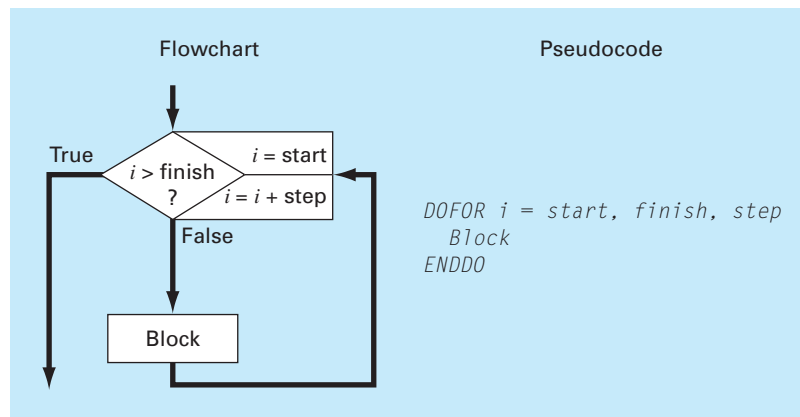 Flowchart
Pseudocode
True
i > finish
?
i = start
i = i + step
False
Block
DOFOR i = start, finish, step
Block
ENDDO